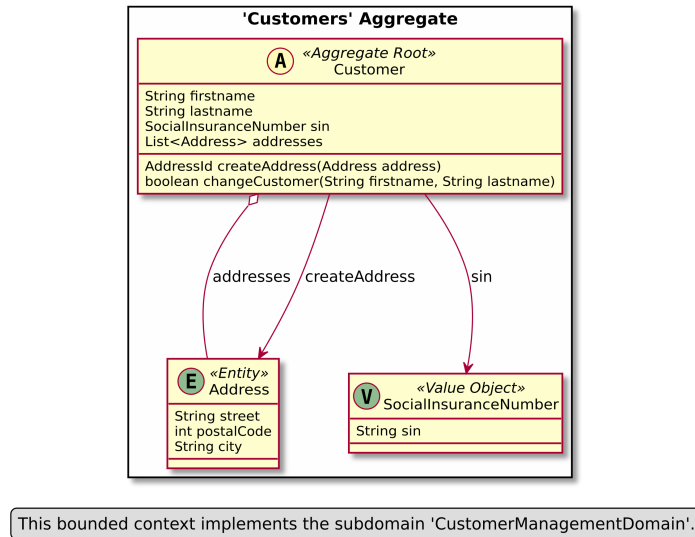 'Customers' Aggregate
A
«Aggregate Root»
Customer
String firstname
String lastname
SocialInsuranceNumber sin
List<Address> addresses
AddressId createAddress(Address address)
boolean changeCustomer(String firstname, String lastname)
addresses
createAddress
sin
E
«Entity»
Address
String street
int postalCode
String city
V
«Value Object»
SocialInsuranceNumber
String sin
This bounded context implements the subdomain 'CustomerManagementDomain'.